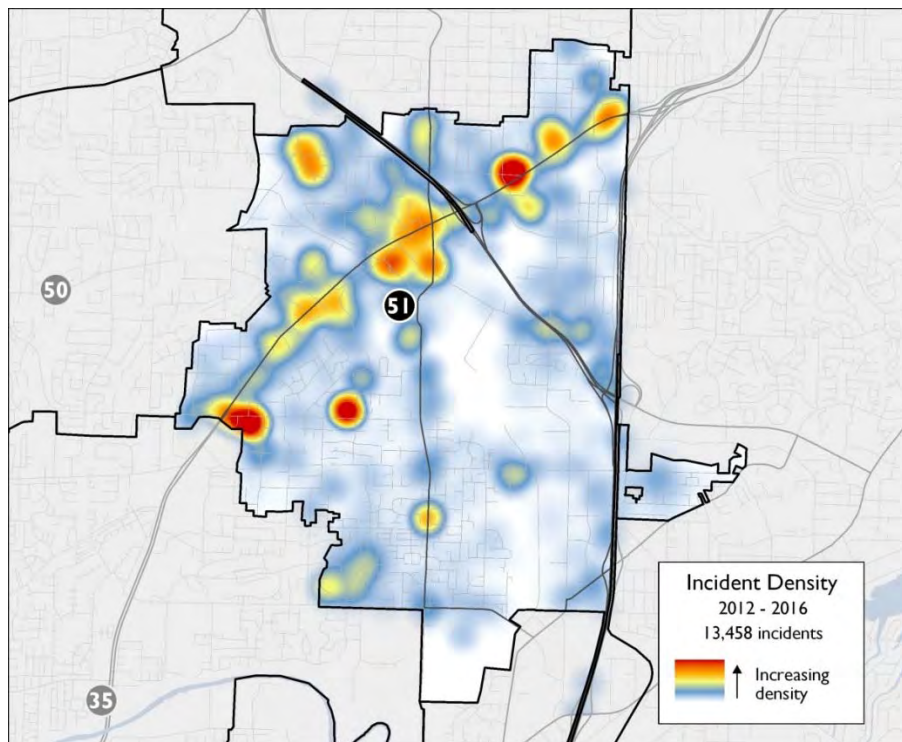 50
51
35
Incident Density
2012 - 2016
13,458 incidents
Increasing
density